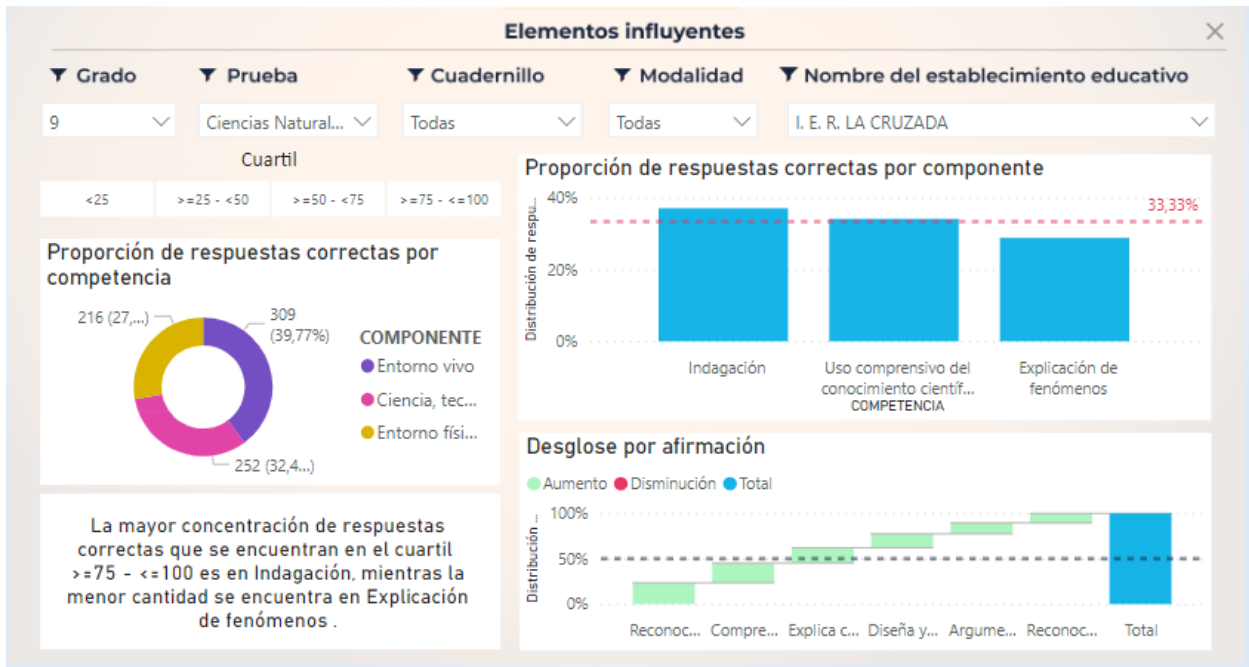 Elementos influyentes
Grado
Prueba
Cuadernillo
Modalidad
Nombre del establecimiento educativo
9
Ciencias Natural...
Todas
Todas
I. E. R. LA CRUZADA
Cuartil
<25
>=25 - <50
>=50 - <75
>=75 - <=100
Proporción de respuestas correctas por
competencia
216 (27,...)
309
(39,77%)
252 (32,4...)
COMPONENTE
Entorno vivo
Ciencia, tec...
Entorno físi...
La mayor concentración de respuestas
correctas que se encuentran en el cuartil
>=75 - <=100 es en Indagación, mientras la
menor cantidad se encuentra en Explicación
de fenómenos .
Proporción de respuestas correctas por componente
Distribución de respu...
40%
20%
0%
33,33%
Indagación
Uso comprensivo del
conocimiento científ...
Explicación de
fenómenos
COMPETENCIA
Desglose por afirmación
Aumento
Disminución
Total
Distribución ...
100%
50%
0%
Reconoc...
Compre...
Explica c...
Diseña y...
Argume...
Reconoc...
Total